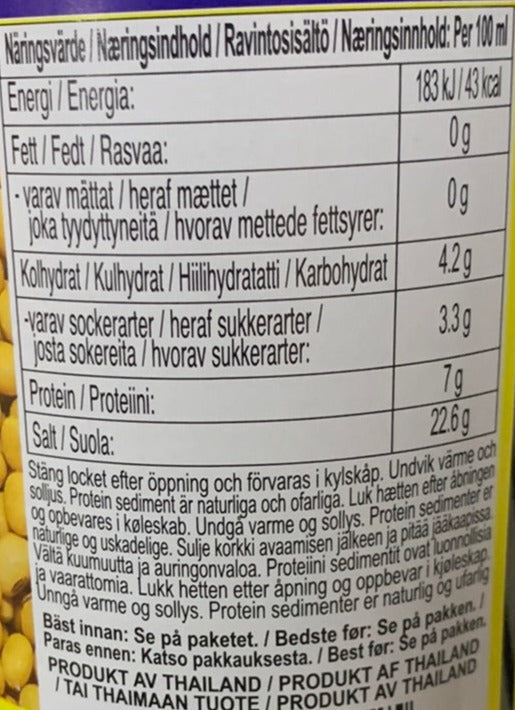 Näringsvärde / Næringsindhold / Ravintosisältö / Næringsinnhold: Per 100 ml
Energi / Energia: 183 kJ / 43 kcal
Fett / Fedt / Rasvaa: 0 g
- varav mättat / heraf mættet / 0 g
joka tyydyttyneitä / hvorav mettede fettsyrer:
Kolhydrat / Kulhydrat / Hiilihydratatti / Karbohydrat 4.2 g
-varav sockerarter / heraf sukkerarter / 3.3 g
josta sokereita / hvorav sukkerarter:
Protein / Proteiini: 7 g
Salt / Suola: 22.6 g
Stäng locket efter öppning och förvaras i kylskåp. Undvik värme och
solljus. Protein sediment är naturliga och ofarliga. Luk hætten efter åbningen
og opbevares i køleskab. Undgå varme og sollys. Protein sedimenter er
naturlige og uskadelige. Sulje korkki avaamisen jälkeen ja pitää jääkaapissa.
Vältä kuumuutta ja auringonvaloa. Proteiini sedimentit ovat luonnollisia
ja vaarattomia. Lukk hetten etter åpning og oppbevar i kjøleskap.
Unngå varme og sollys. Protein sedimenter er naturlig og ufarlig
Bäst innan: Se på paketet. / Bedste før: Se på pakken. /
Paras ennen: Katso pakkauksesta. / Best før: Se på pakken.
PRODUKT AV THAILAND / PRODUKT AF THAILAND
/ TAI THAIMAAN TUOTE / PRODUKT AV THAILAND